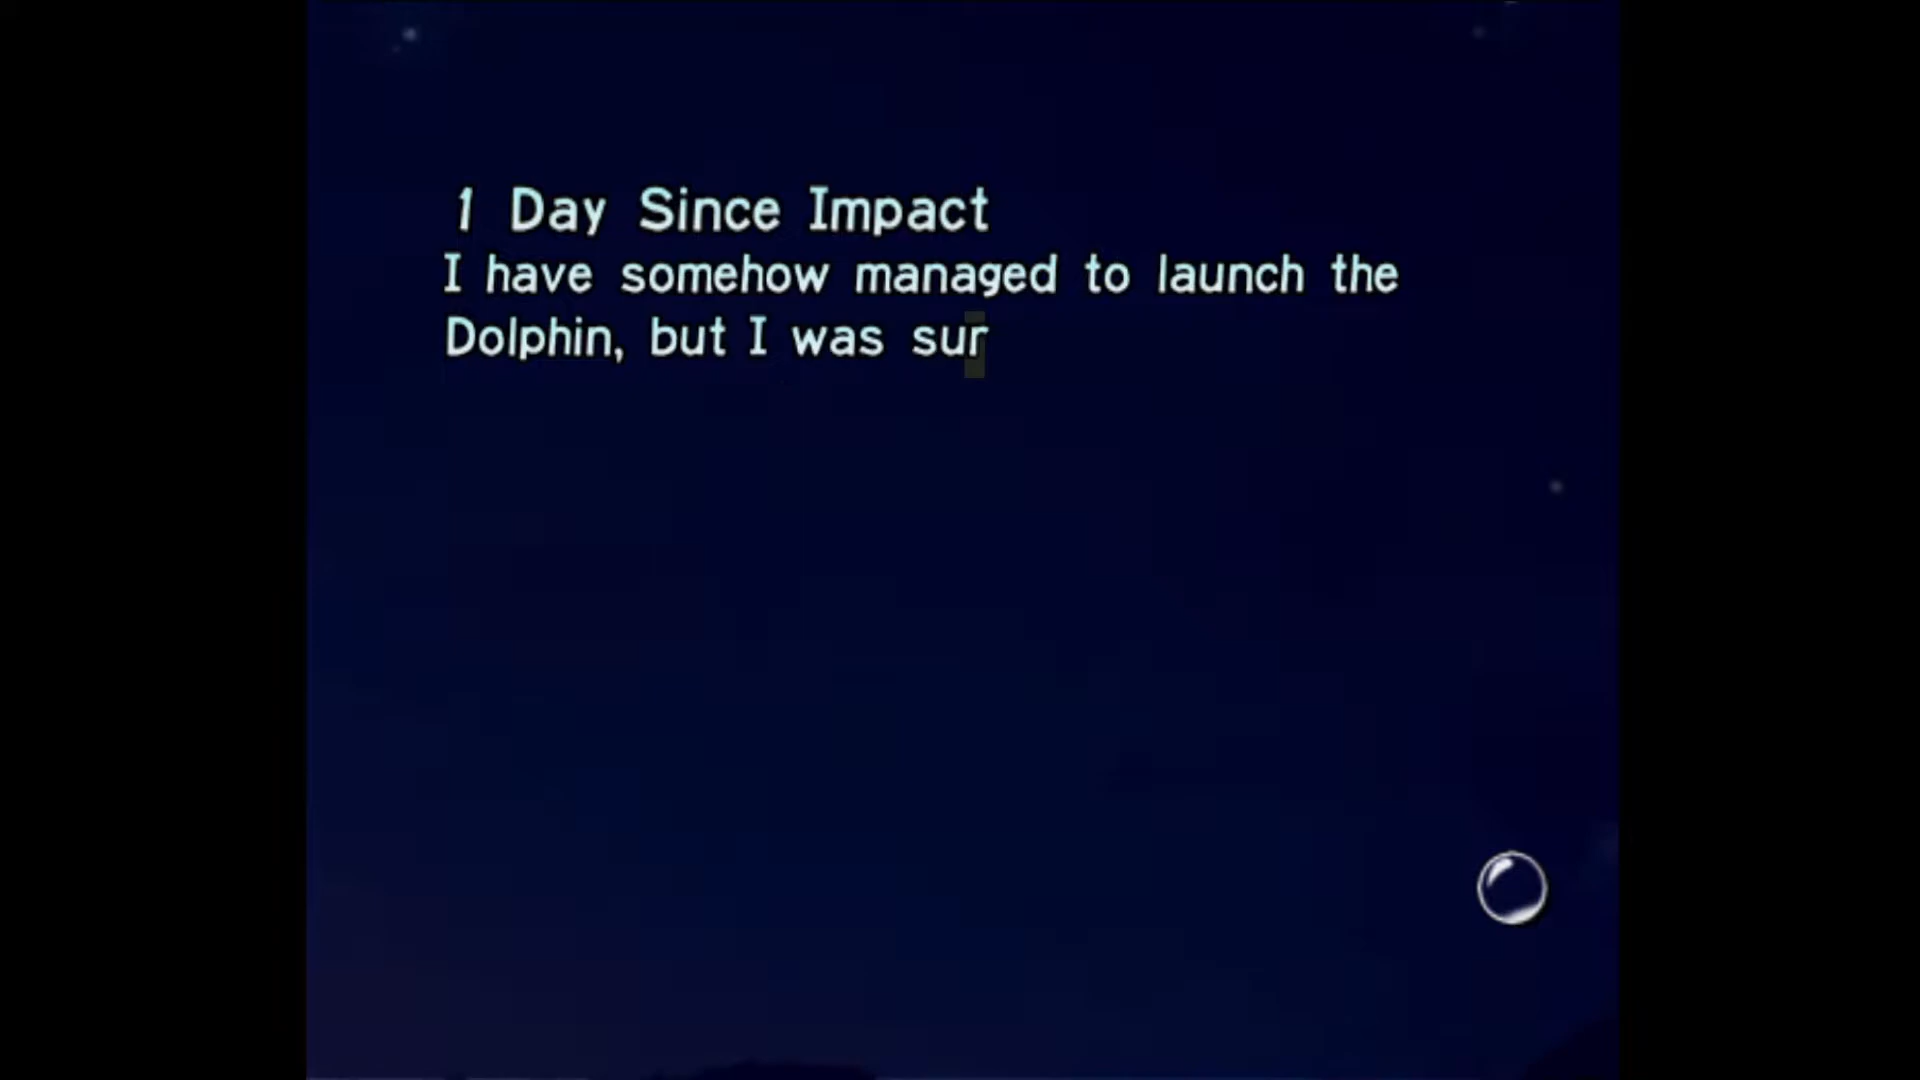 1 Day Since Impact
I have somehow managed to launch the
Dolphin, but I was sur